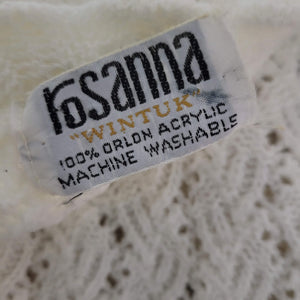 rosanna
"WINTUK"
100% ORLON ACRYLIC
MACHINE WASHABLE